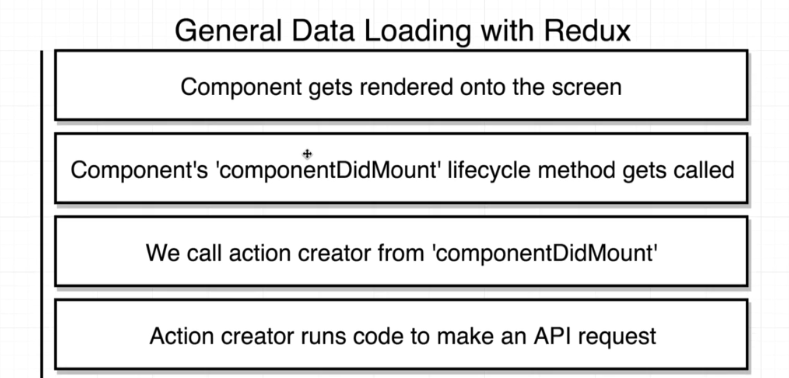 General Data Loading with Redux
Component gets rendered onto the screen
Component's 'componentDidMount' lifecycle method gets called
We call action creator from 'componentDidMount'
Action creator runs code to make an API request